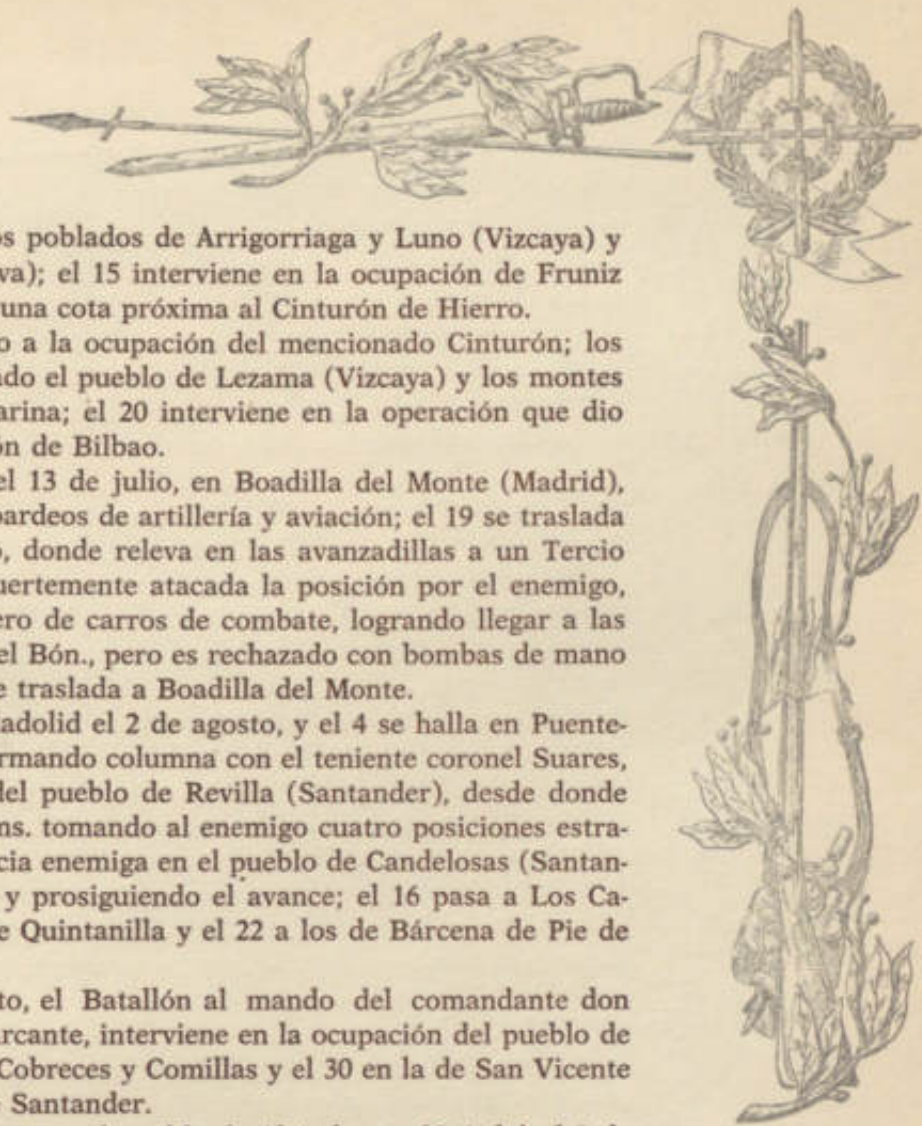 os poblados de Arrigorriaga y Luno (Vizcaya) y
va); el 15 interviene en la ocupación de Fruniz
una cota próxima al Cinturón de Hierro.
o a la ocupación del mencionado Cinturón; los
ado el pueblo de Lezama (Vizcaya) y los montes
arina; el 20 interviene en la operación que dio
ón de Bilbao.
el 13 de julio, en Boadilla del Monte (Madrid),
bardeos de artillería y aviación; el 19 se traslada
o, donde releva en las avanzadillas a un Tercio
uertemente atacada la posición por el enemigo,
ero de carros de combate, logrando llegar a las
el Bón., pero es rechazado con bombas de mano
e traslada a Boadilla del Monte.
ladolid el 2 de agosto, y el 4 se halla en Puente-
rmando columna con el teniente coronel Suares,
del pueblo de Revilla (Santander), desde donde
ms. tomando al enemigo cuatro posiciones estra-
cia enemiga en el pueblo de Candelosas (Santan-
y prosiguiendo el avance; el 16 pasa a Los Ca-
e Quintanilla y el 22 a los de Bárcena de Pie de
to, el Batallón al mando del comandante don
arcante, interviene en la ocupación del pueblo de
Cobreces y Comillas y el 30 en la de San Vicente
Santander.